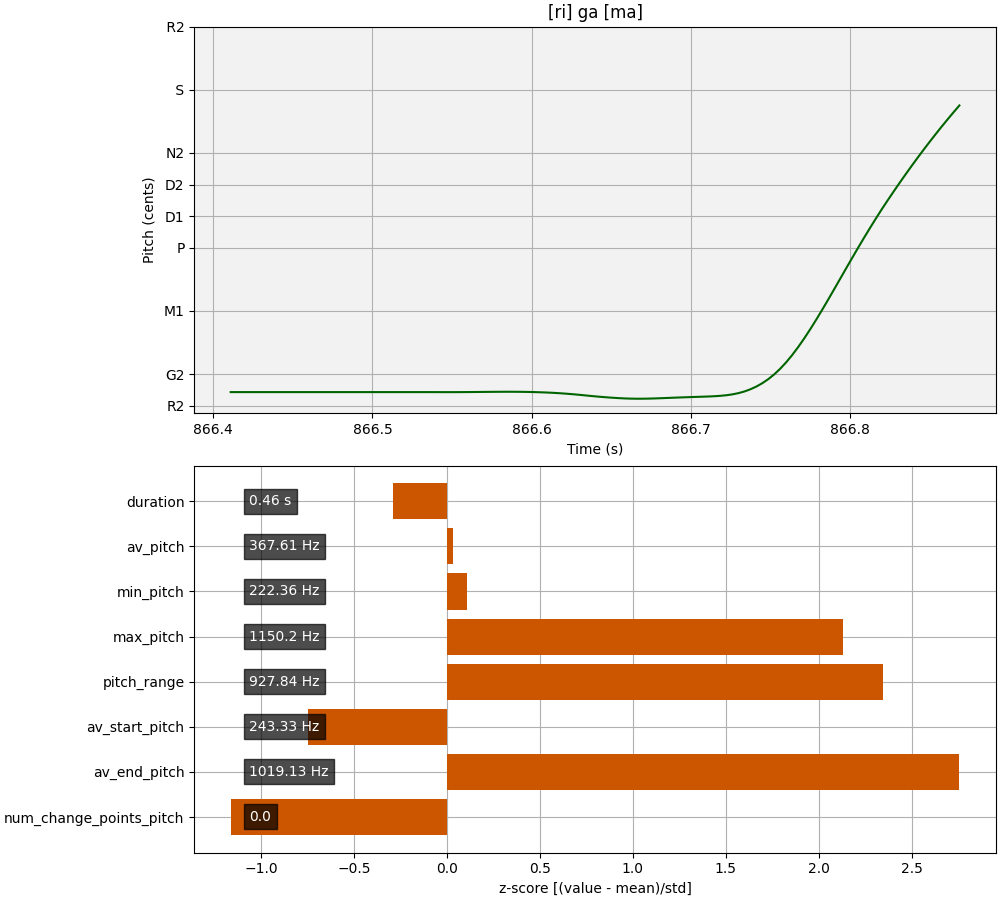 [ri] ga [ma]
R2
S
N2
D2
D1
P
M1
G2
R2
Pitch (cents)
866.4 866.5 866.6 866.7 866.8
Time (s)
duration 0.46 s
av_pitch 367.61 Hz
min_pitch 222.36 Hz
max_pitch 1150.2 Hz
pitch_range 927.84 Hz
av_start_pitch 243.33 Hz
av_end_pitch 1019.13 Hz
num_change_points_pitch 0.0
−1.0 −0.5 0.0 0.5 1.0 1.5 2.0 2.5
z-score [(value - mean)/std]